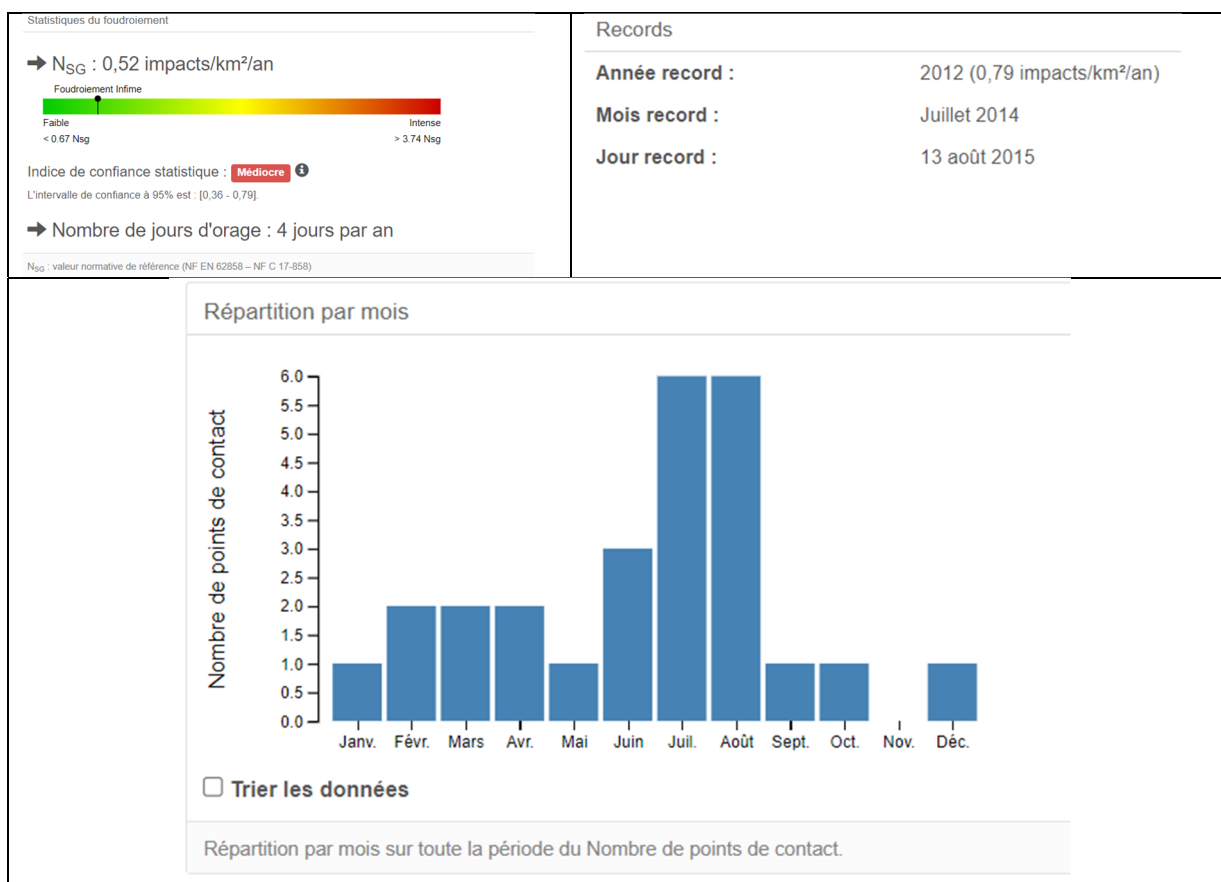 Statistiques du foudroiement
➔ NSG : 0,52 impacts/km²/an
Foudroiement Infime
Faible
Intense
< 0.67 Nsg
> 3.74 Nsg
Indice de confiance statistique : Médiocre
L'intervalle de confiance à 95% est : [0,36 - 0,79].
➔ Nombre de jours d'orage : 4 jours par an
NSG : valeur normative de référence (NF EN 62858 – NF C 17-858)
Records
Année record : 2012 (0,79 impacts/km²/an)
Mois record : Juillet 2014
Jour record : 13 août 2015
Répartition par mois
Nombre de points de contact
6.0
5.5
5.0
4.5
4.0
3.5
3.0
2.5
2.0
1.5
1.0
0.5
0.0
Janv. Févr. Mars Avr. Mai Juin Juil. Août Sept. Oct. Nov. Déc.
Trier les données
Répartition par mois sur toute la période du Nombre de points de contact.